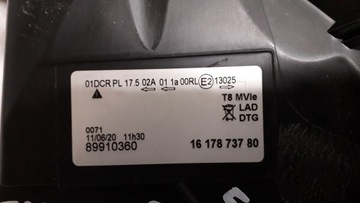 01DCR PL 17.5 02A 01 1a 00RL E2 13025
T8 MVle
LAD
DTG
0071
11/06/20 11h30
89910360
16 178 737 80